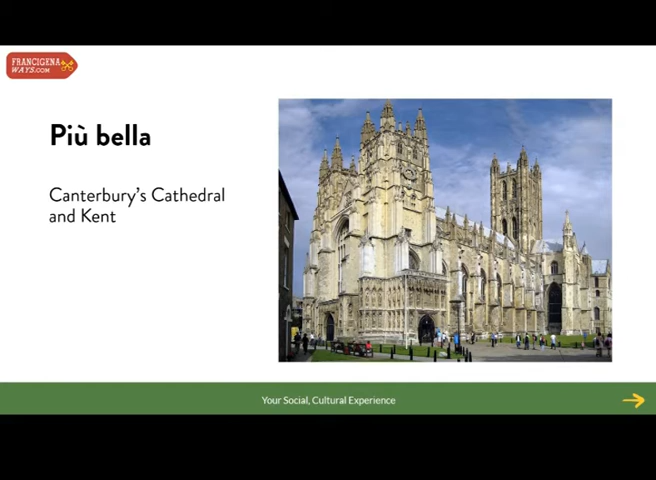 FRANCIGENA
WAYS.COM
Più bella
Canterbury's Cathedral
and Kent
Your Social, Cultural Experience